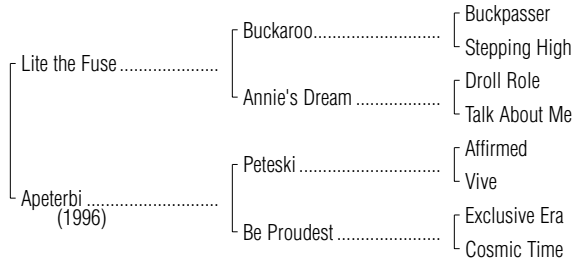 Buckpasser
Buckaroo....................................
Stepping High
Lite the Fuse ............................
Droll Role
Annie's Dream ........................
Talk About Me
Affirmed
Peteski ........................................
Vive
Apeterbi .....................................
(1996)
Exclusive Era
Be Proudest .............................
Cosmic Time